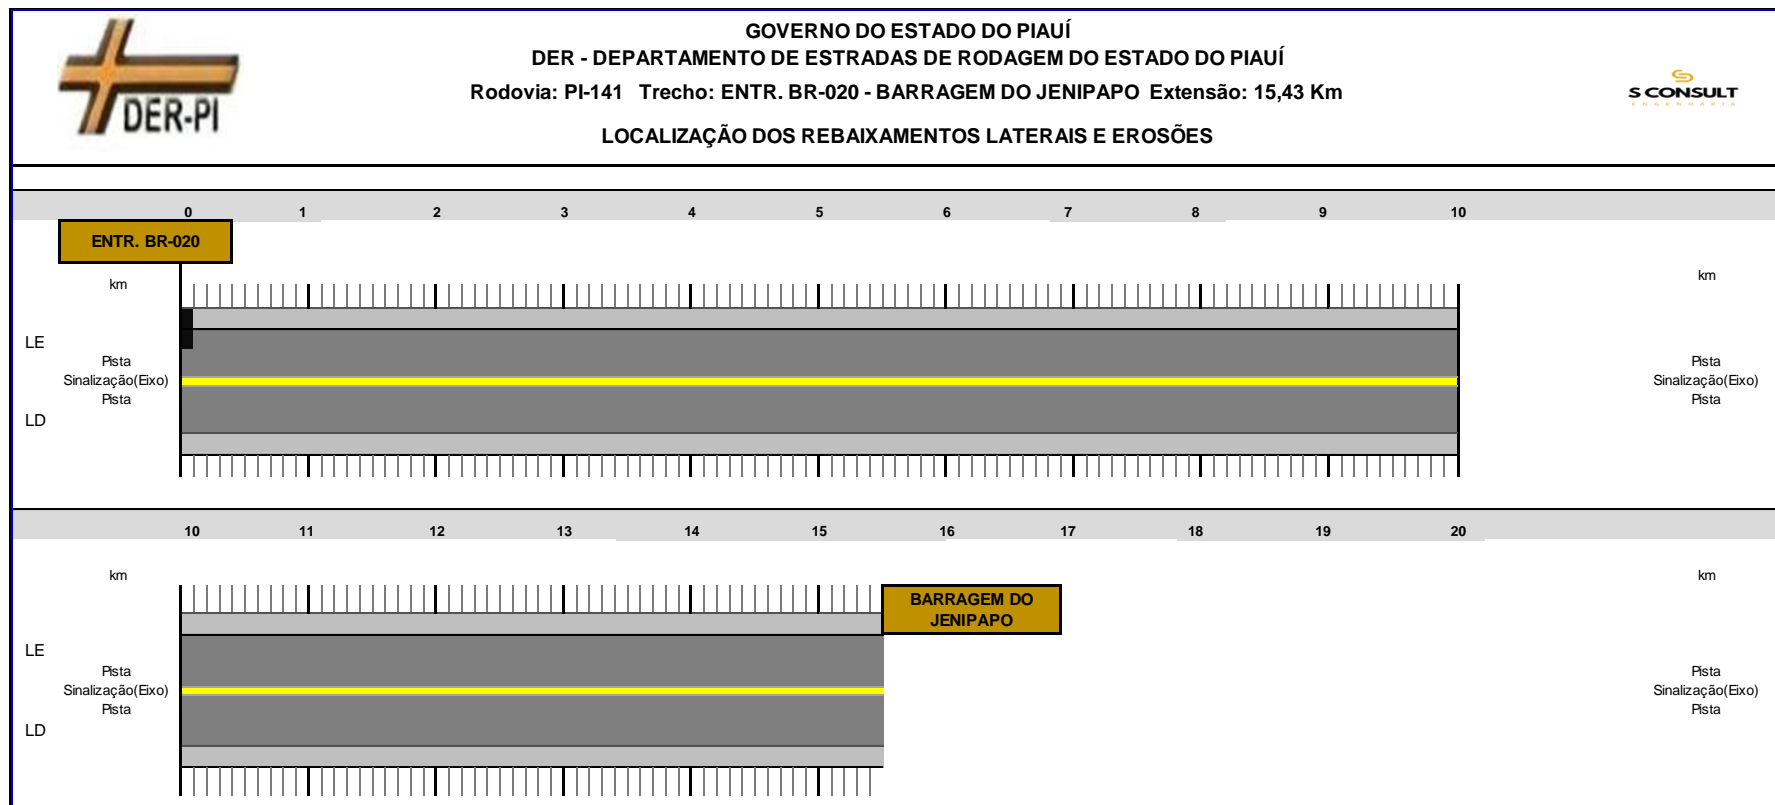 GOVERNO DO ESTADO DO PIAUÍ
DER - DEPARTAMENTO DE ESTRADAS DE RODAGEM DO ESTADO DO PIAUÍ
Rodovia: PI-141 Trecho: ENTR. BR-020 - BARRAGEM DO JENIPAPO Extensão: 15,43 Km
LOCALIZAÇÃO DOS REBAIXAMENTOS LATERAIS E EROSÕES
DER-PI
S CONSULT
ENGENHARIA
0 1 2 3 4 5 6 7 8 9 10
ENTR. BR-020
km km
LE
Pista Pista
Sinalização(Eixo) Sinalização(Eixo)
Pista Pista
LD
10 11 12 13 14 15 16 17 18 19 20
km km
BARRAGEM DO
JENIPAPO
LE
Pista Pista
Sinalização(Eixo) Sinalização(Eixo)
Pista Pista
LD